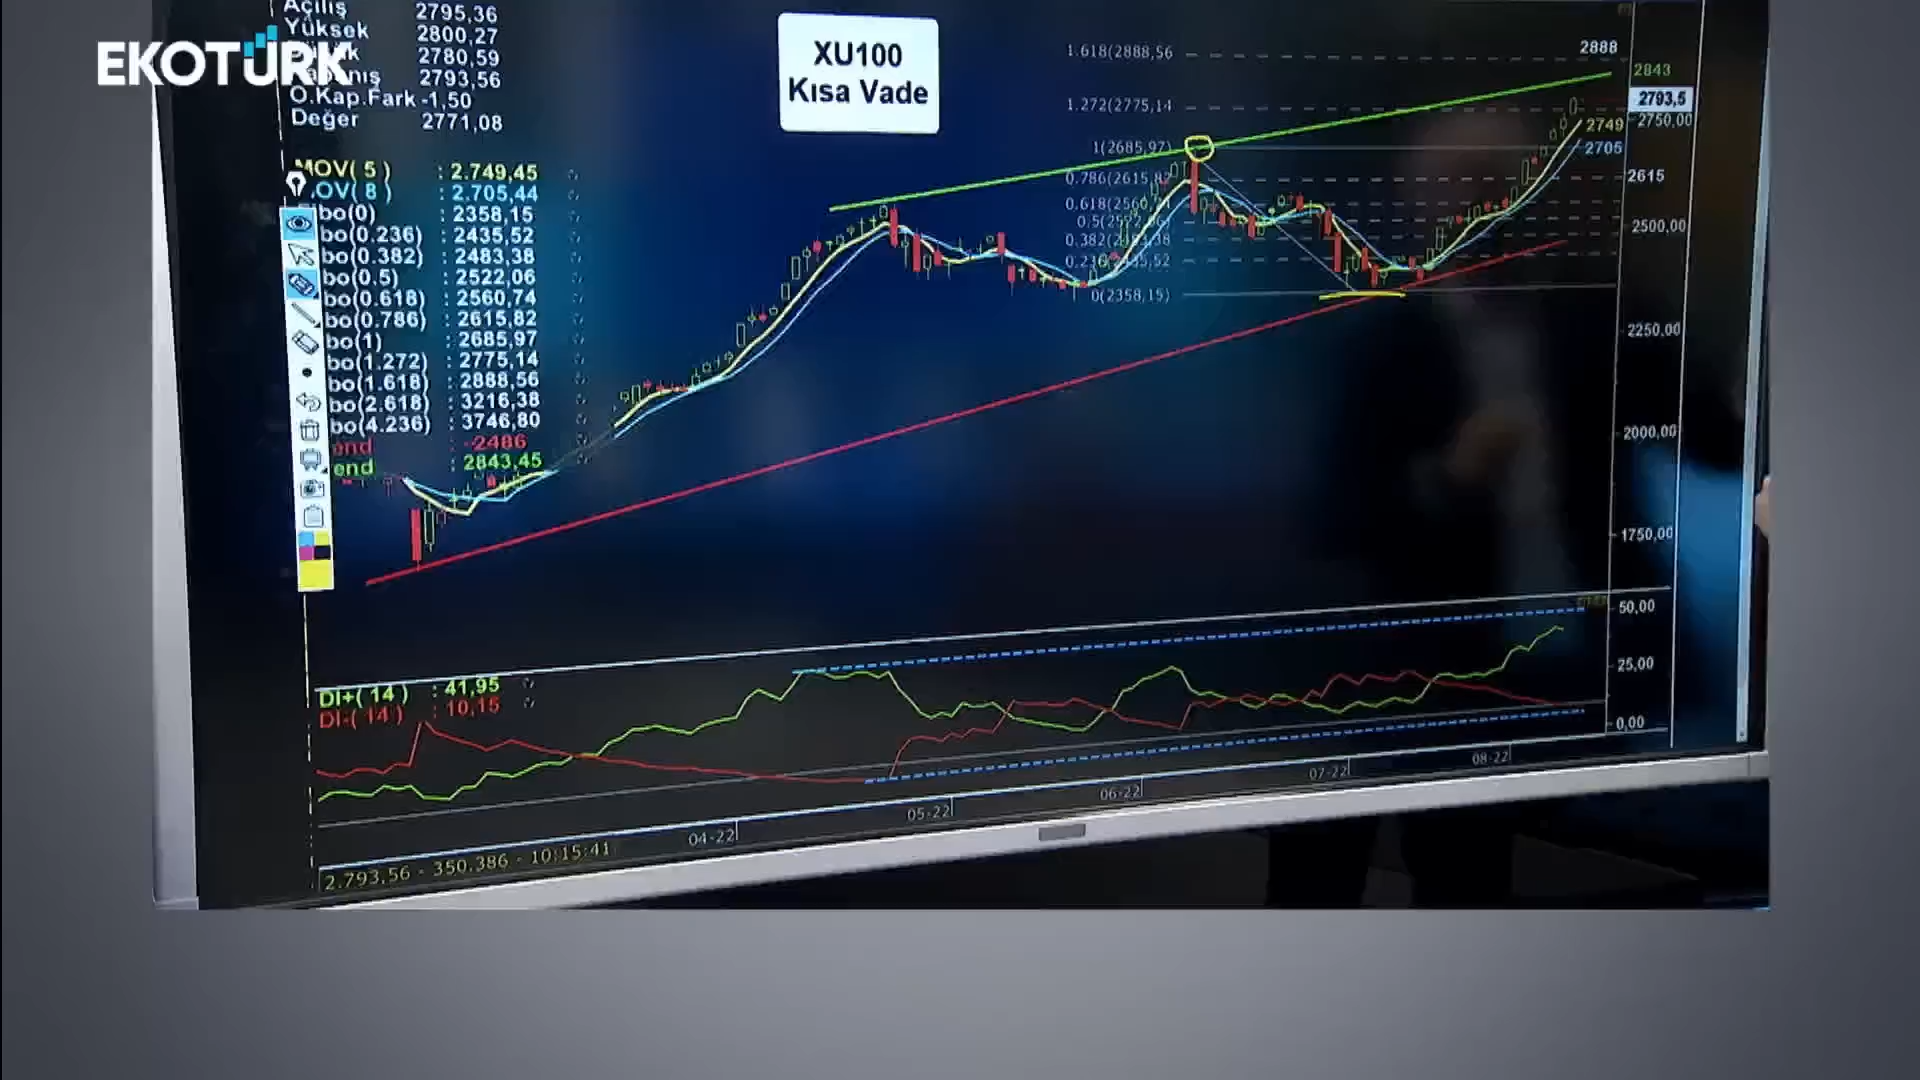 EKOTÜRK
Açılış 2795,36
Yüksek 2800,27
2780,59
2793,56
Ö.Kap.Fark -1,50
Değer 2771,08
XU100
Kısa Vade
MOV( 5 ) : 2.749,45
OV( 8 ) : 2.705,44
ibo(0) : 2358,15
bo(0.236) : 2435,52
bo(0.382) : 2483,38
bo(0.5) : 2522,06
bo(0.618) : 2560,74
bo(0.786) : 2615,82
bo(1) : 2685,97
bo(1.272) : 2775,14
bo(1.618) : 2888,56
bo(2.618) : 3216,38
bo(4.236) : 3746,80
end : -2486
end : 2843,45
1.618(2888,56
1.272(2775,14
1(2685,97)
0.786(2615,82
0.618(2560,74
0.5(2522,06)
0.382(2483,38
0.236(2435,52
0(2358,15)
2888
2843
2793,5
2750,00
2749
2705
2615
2500,00
2250,00
2000,00
1750,00
50,00
25,00
0,00
DI+( 14 ) : 41,95
DI-( 14 ) : 10,15
04-22
05-22
06-22
07-22
08-22
2.793,56 - 350.386 - 10:15:41